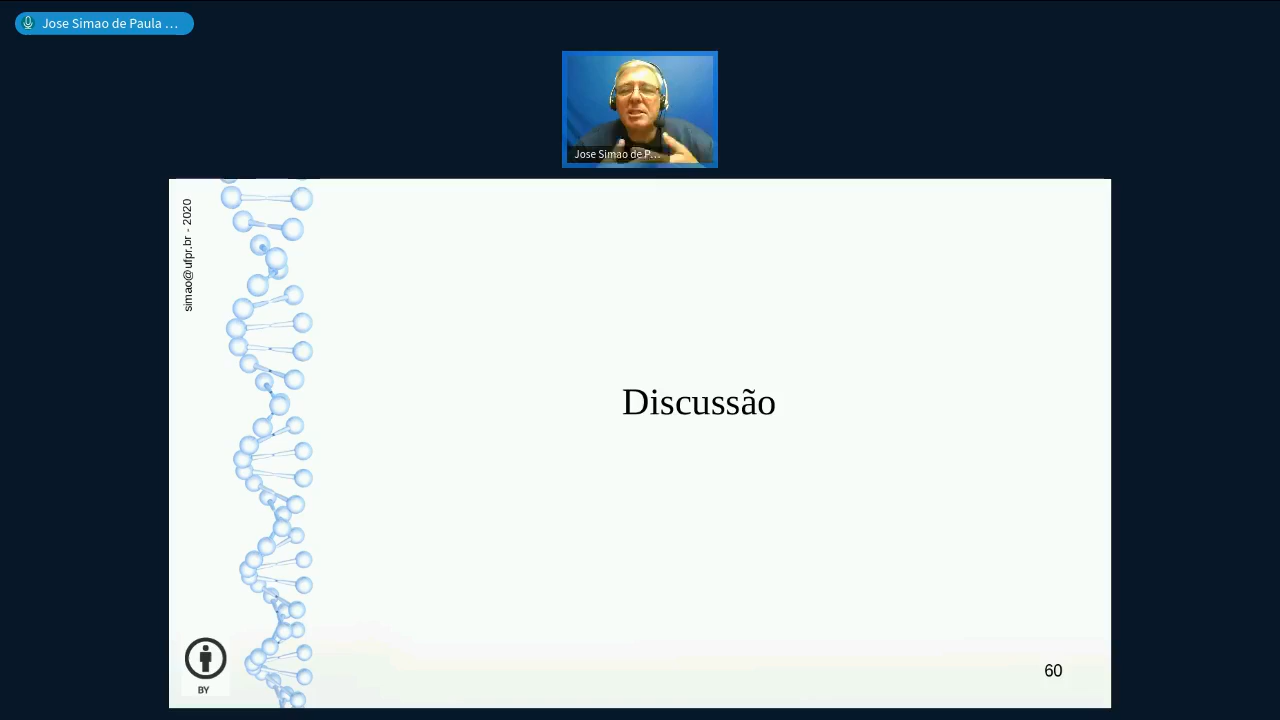 Jose Simao de Paula ...
Jose Simao de P...
simao@ufpr.br - 2020
Discussão
BY
60